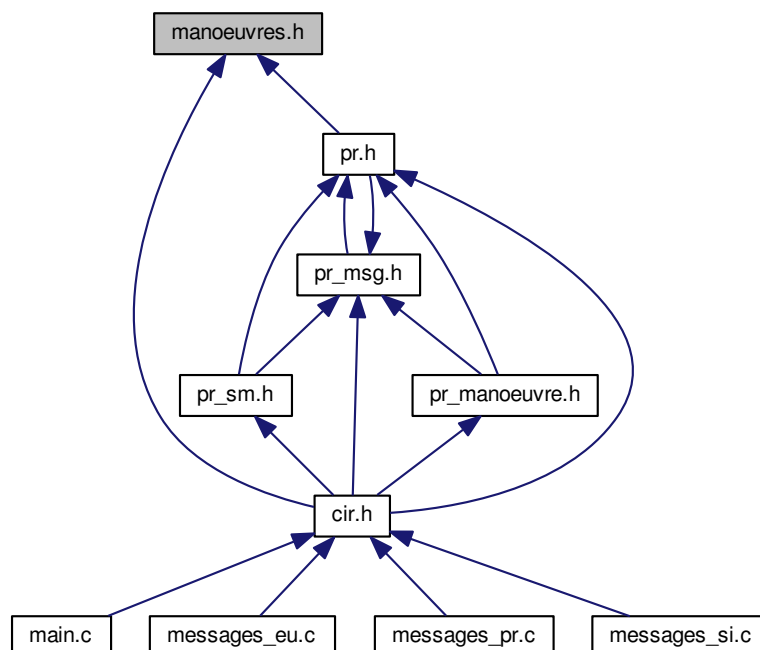 manoeuvres.h
pr.h
pr_msg.h
pr_sm.h
pr_manoeuvre.h
cir.h
main.c
messages_eu.c
messages_pr.c
messages_si.c